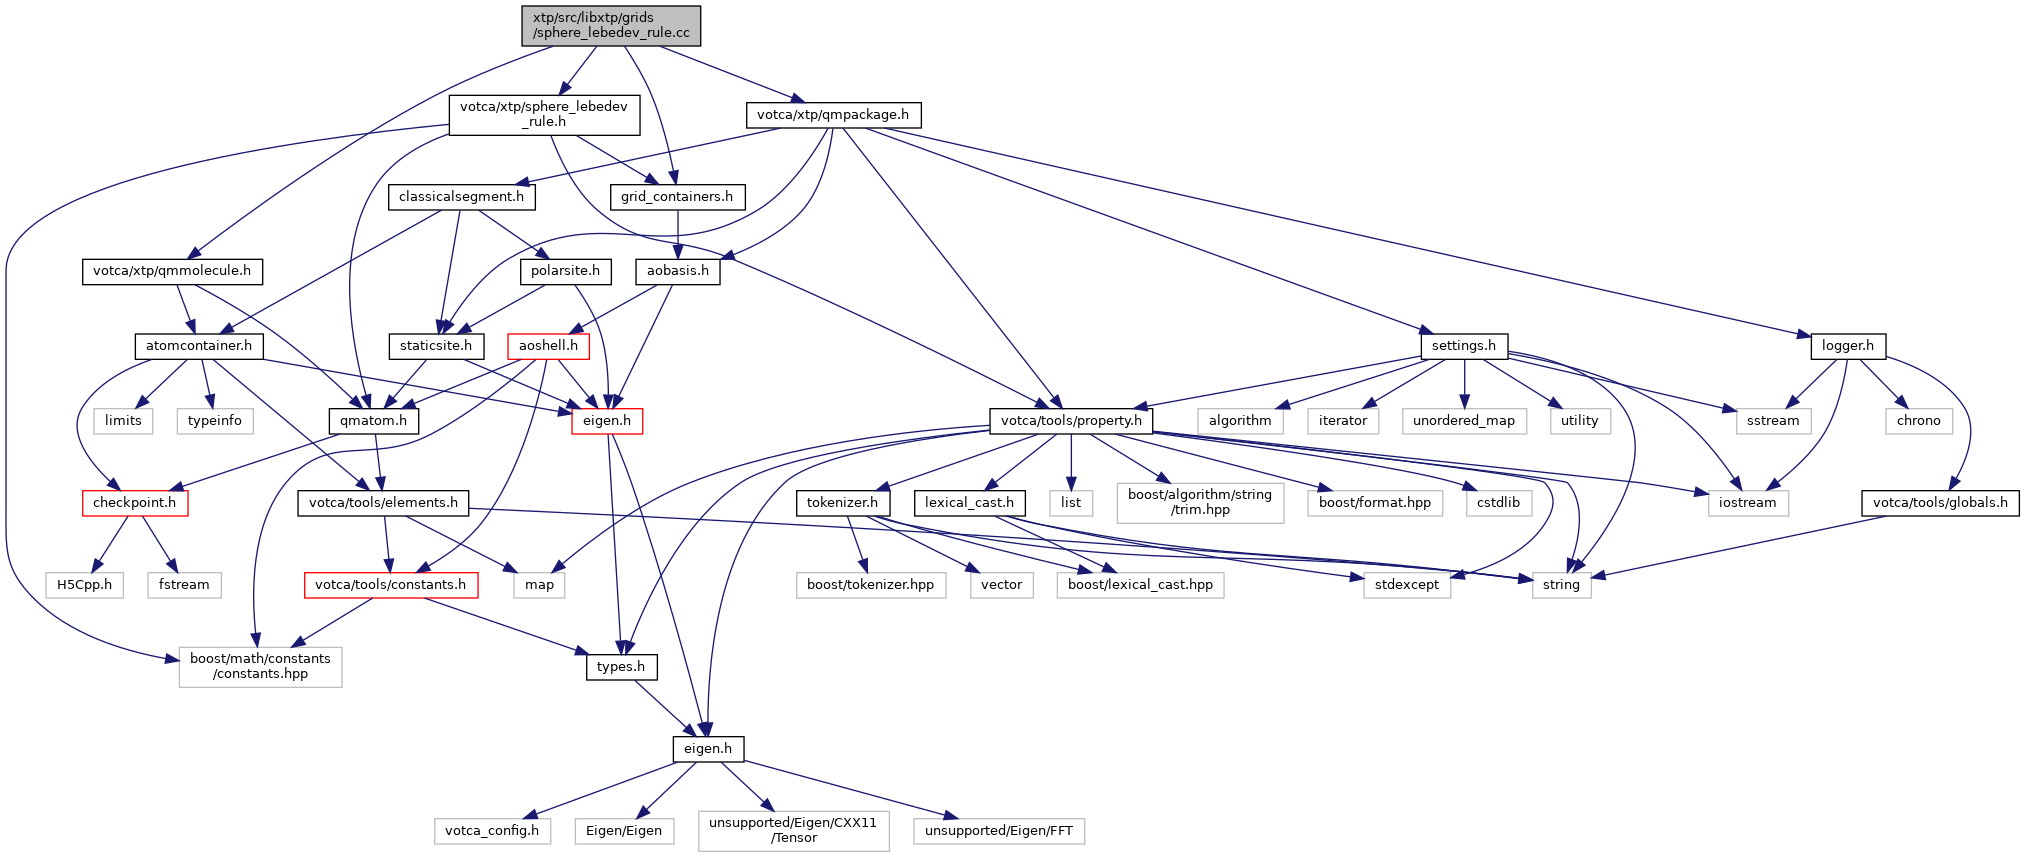 xtp/src/libxtp/grids
/sphere_lebedev_rule.cc
votca/xtp/sphere_lebedev
_rule.h
votca/xtp/qmpackage.h
classicalsegment.h
grid_containers.h
votca/xtp/qmmolecule.h
polarsite.h
aobasis.h
atomcontainer.h
staticsite.h
aoshell.h
settings.h
logger.h
limits
typeinfo
qmatom.h
eigen.h
votca/tools/property.h
algorithm
iterator
unordered_map
utility
sstream
chrono
checkpoint.h
votca/tools/elements.h
tokenizer.h
lexical_cast.h
list
boost/algorithm/string
/trim.hpp
boost/format.hpp
cstdlib
iostream
votca/tools/globals.h
H5Cpp.h
fstream
votca/tools/constants.h
map
boost/tokenizer.hpp
vector
boost/lexical_cast.hpp
stdexcept
string
boost/math/constants
/constants.hpp
types.h
eigen.h
votca_config.h
Eigen/Eigen
unsupported/Eigen/CXX11
/Tensor
unsupported/Eigen/FFT